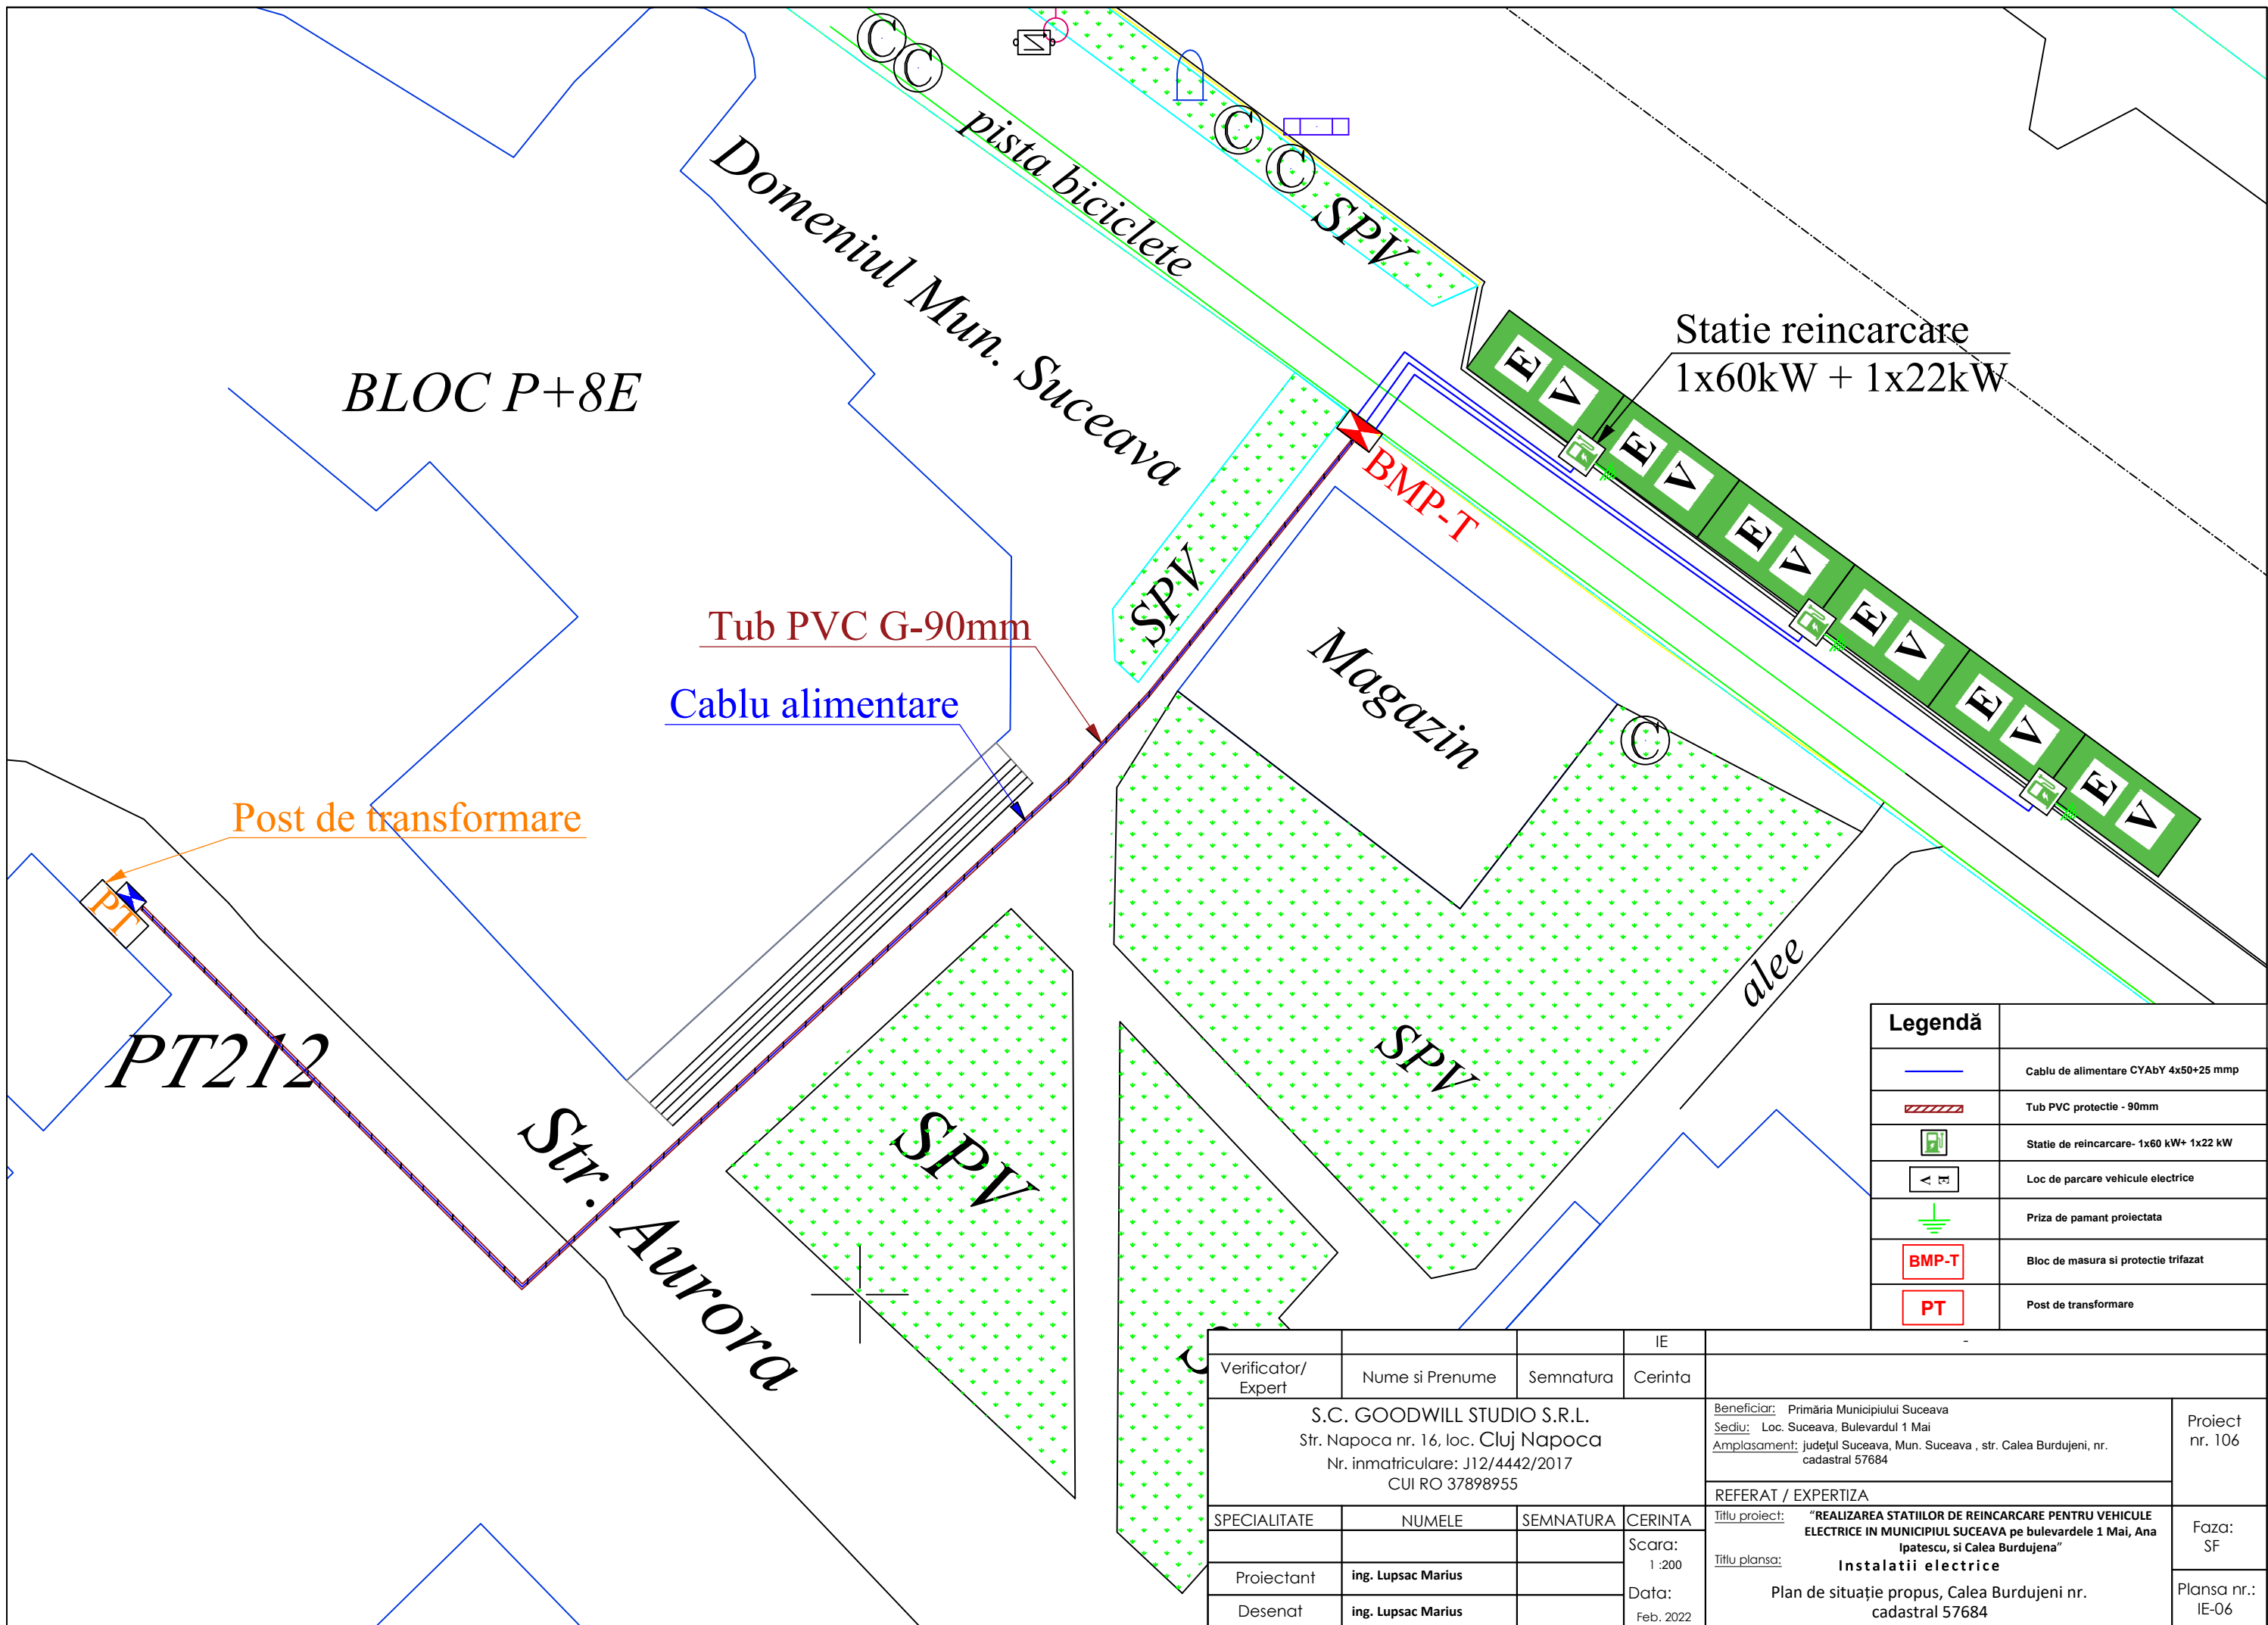 C
C
N
pista biciclete
C
C
SPV
Domeniul Mun. Suceava
Statie reincarcare
1x60kW + 1x22kW
BLOC P+8E
E V
E V
E V
E V
E V
E V
BMP-T
SPV
Tub PVC G-90mm
Magazin
Cablu alimentare
C
Post de transformare
PT
PT212
alee
SPV
SPV
Str. Aurora
Legendă
Cablu de alimentare CYAbY 4x50+25 mmp
Tub PVC protectie - 90mm
Statie de reincarcare- 1x60 kW+ 1x22 kW
E V
Loc de parcare vehicule electrice
Priza de pamant proiectata
BMP-T
Bloc de masura si protectie trifazat
PT
Post de transformare
IE
-
Verificator/
Expert
Nume si Prenume
Semnatura
Cerinta
S.C. GOODWILL STUDIO S.R.L.
Str. Napoca nr. 16, loc. Cluj Napoca
Nr. inmatriculare: J12/4442/2017
CUI RO 37898955
Beneficiar: Primăria Municipiului Suceava
Sediu: Loc. Suceava, Bulevardul 1 Mai
Amplasament: judeţul Suceava, Mun. Suceava , str. Calea Burdujeni, nr.
cadastral 57684
Proiect
nr. 106
REFERAT / EXPERTIZA
SPECIALITATE
NUMELE
SEMNATURA
CERINTA
Titlu proiect: "REALIZAREA STATIILOR DE REINCARCARE PENTRU VEHICULE
ELECTRICE IN MUNICIPIUL SUCEAVA pe bulevardele 1 Mai, Ana
Ipatescu, si Calea Burdujena"
Faza:
SF
Scara:
1 :200
Titlu plansa: Instalatii electrice
Proiectant
ing. Lupsac Marius
Data:
Feb. 2022
Plan de situație propus, Calea Burdujeni nr.
cadastral 57684
Plansa nr.:
IE-06
Desenat
ing. Lupsac Marius